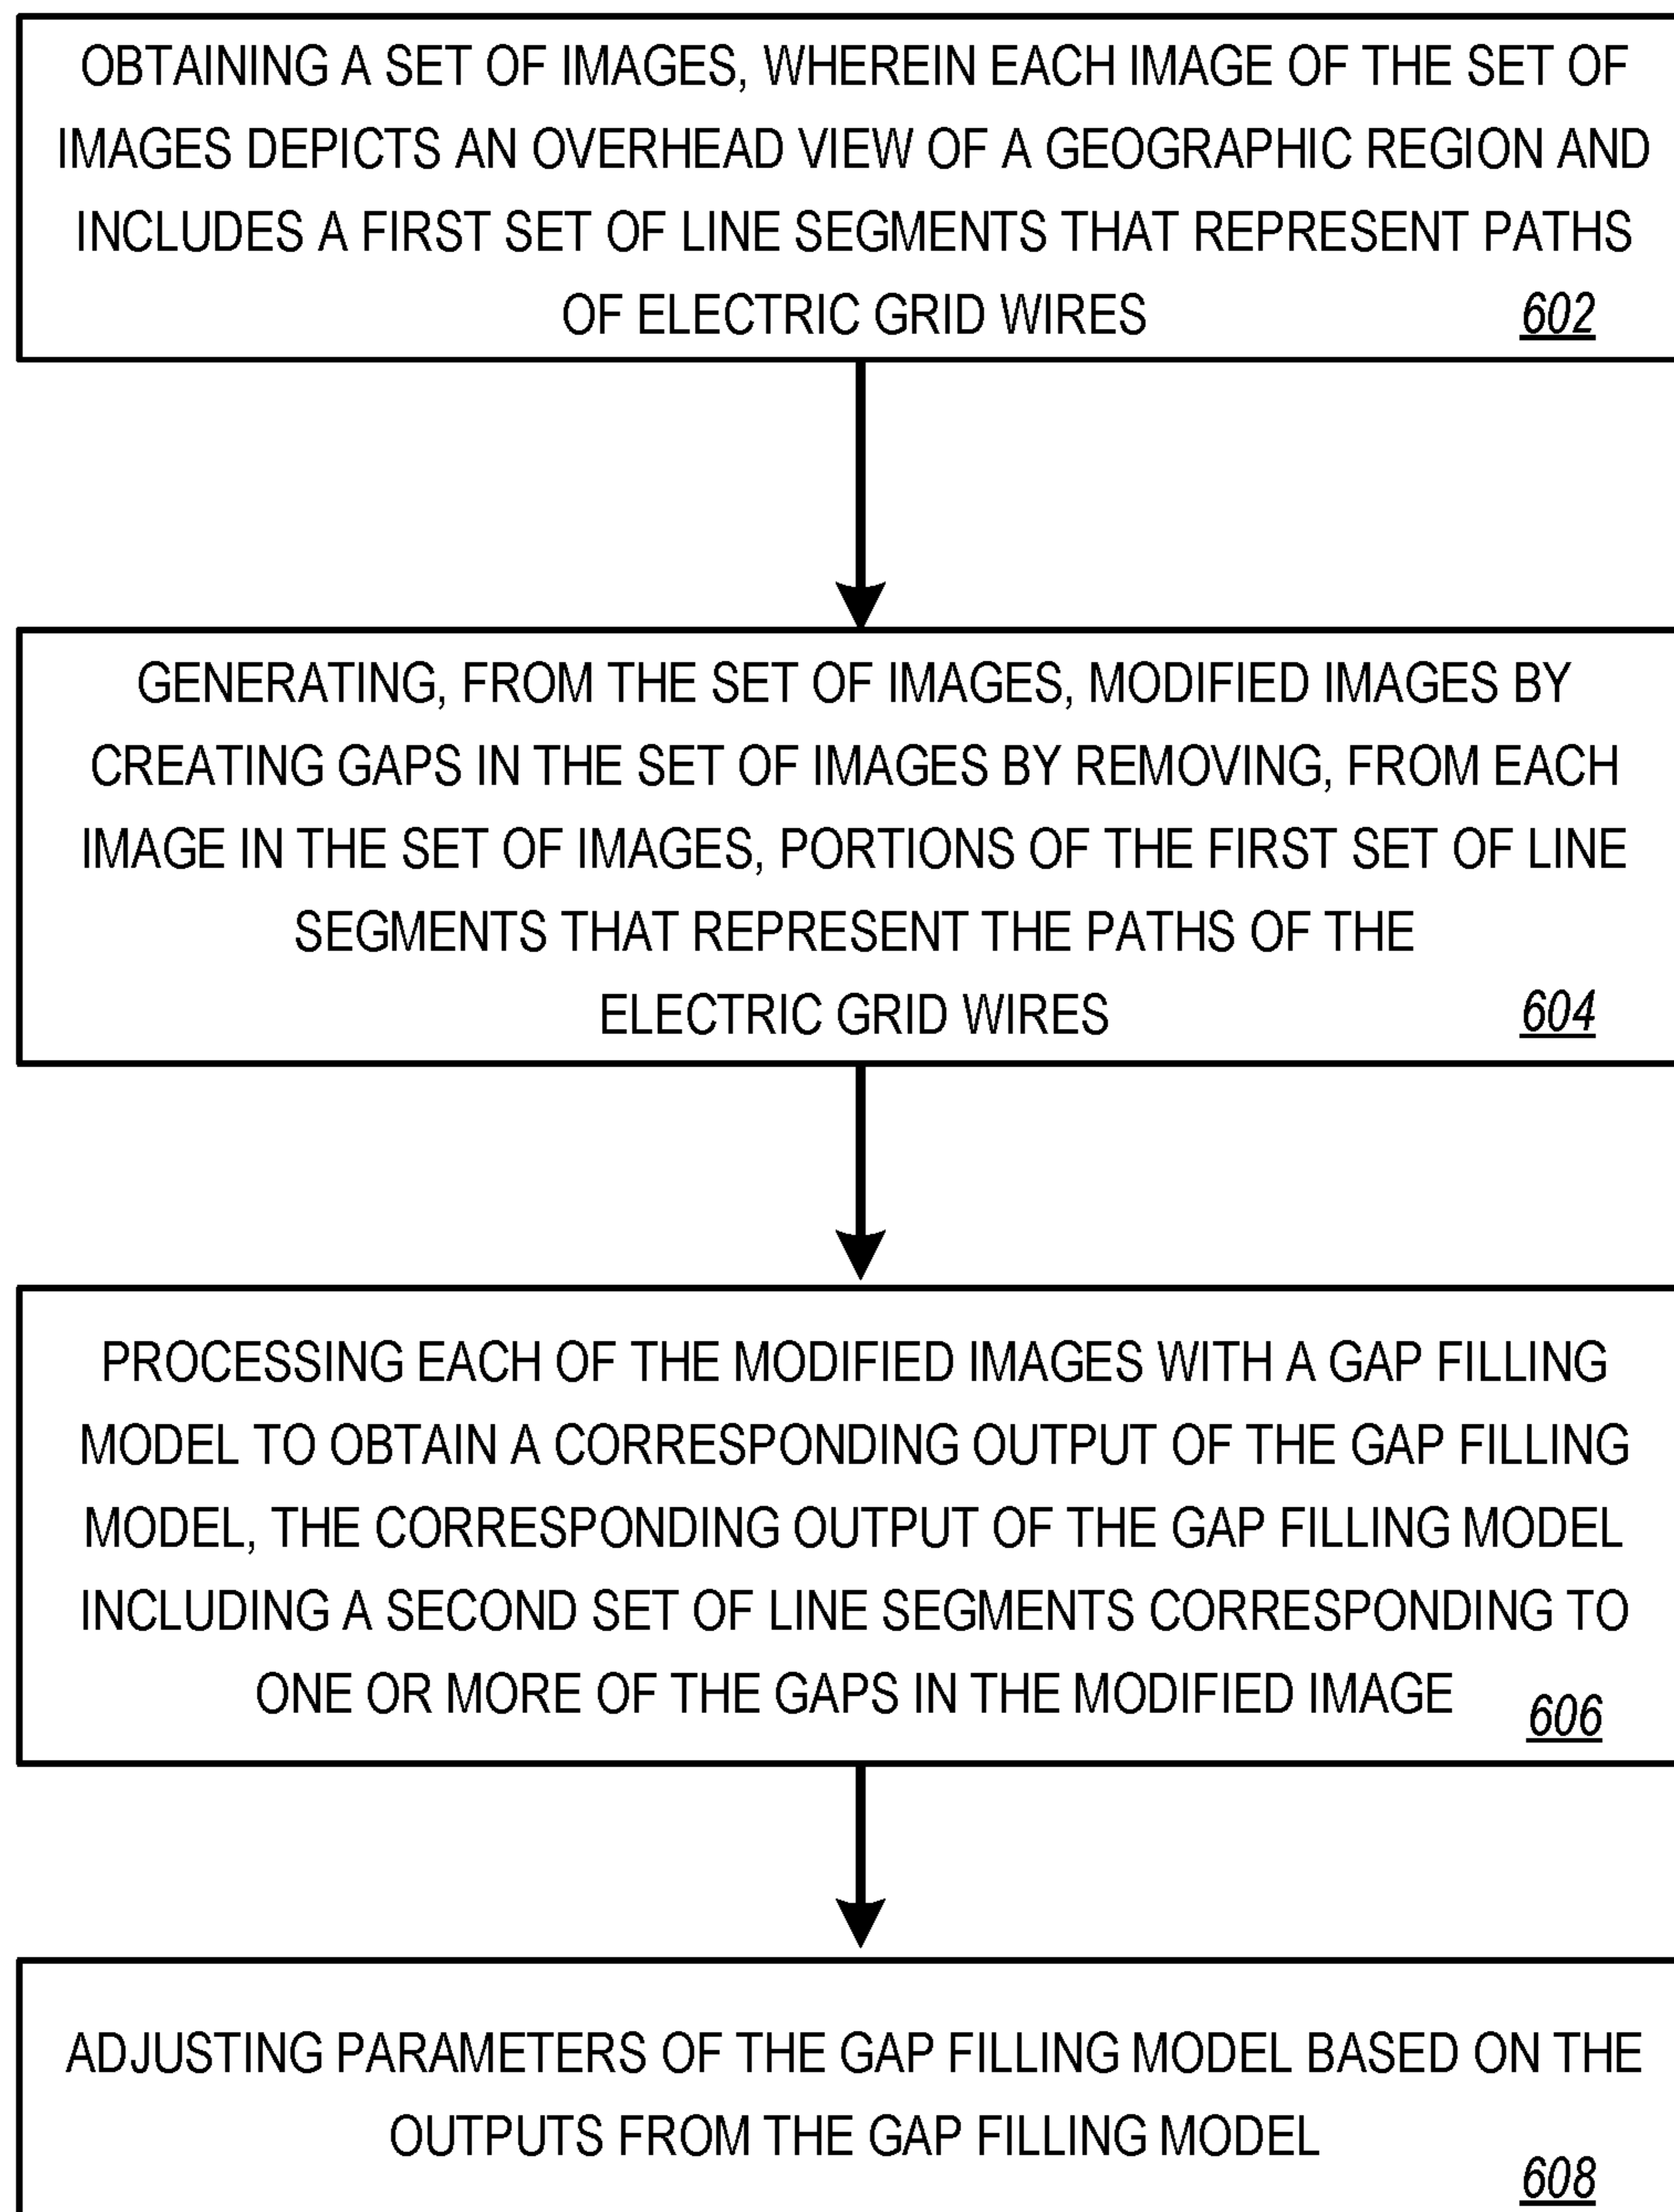 OBTAINING A SET OF IMAGES, WHEREIN EACH IMAGE OF THE SET OF
IMAGES DEPICTS AN OVERHEAD VIEW OF A GEOGRAPHIC REGION AND
INCLUDES A FIRST SET OF LINE SEGMENTS THAT REPRESENT PATHS
OF ELECTRIC GRID WIRES 602
GENERATING, FROM THE SET OF IMAGES, MODIFIED IMAGES BY
CREATING GAPS IN THE SET OF IMAGES BY REMOVING, FROM EACH
IMAGE IN THE SET OF IMAGES, PORTIONS OF THE FIRST SET OF LINE
SEGMENTS THAT REPRESENT THE PATHS OF THE
ELECTRIC GRID WIRES 604
PROCESSING EACH OF THE MODIFIED IMAGES WITH A GAP FILLING
MODEL TO OBTAIN A CORRESPONDING OUTPUT OF THE GAP FILLING
MODEL, THE CORRESPONDING OUTPUT OF THE GAP FILLING MODEL
INCLUDING A SECOND SET OF LINE SEGMENTS CORRESPONDING TO
ONE OR MORE OF THE GAPS IN THE MODIFIED IMAGE 606
ADJUSTING PARAMETERS OF THE GAP FILLING MODEL BASED ON THE
OUTPUTS FROM THE GAP FILLING MODEL
608